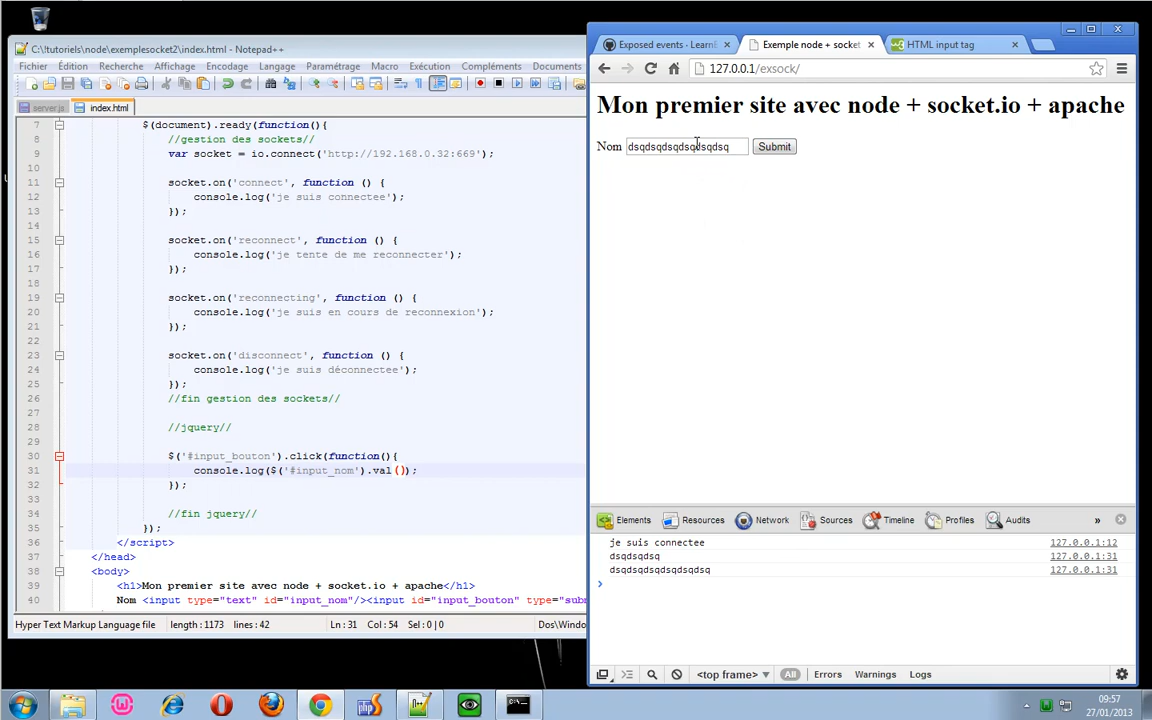 C:\!tutoriels\node\exemplesocket2\index.html - Notepad++
Fichier Édition Recherche Affichage Encodage Langage Paramétrage Macro Exécution Compléments Documents
server.js index.html
7 $(document).ready(function(){
8 //gestion des sockets//
9 var socket = io.connect('http://192.168.0.32:669');
10
11 socket.on('connect', function () {
12 console.log('je suis connectee');
13 });
14
15 socket.on('reconnect', function () {
16 console.log('je tente de me reconnecter');
17 });
18
19 socket.on('reconnecting', function () {
20 console.log('je suis en cours de reconnexion');
21 });
22
23 socket.on('disconnect', function () {
24 console.log('je suis déconnectee');
25 });
26 //fin gestion des sockets//
27
28 //jquery//
29
30 $('#input_bouton').click(function(){
31 console.log($('#input_nom').val());
32 });
33
34 //fin jquery//
35 });
36 </script>
37 </head>
38 <body>
39 <h1>Mon premier site avec node + socket.io + apache</h1>
40 Nom <input type="text" id="input_nom"/><input id="input_bouton" type="subm
Hyper Text Markup Language file length : 1173 lines : 42 Ln : 31 Col : 54 Sel : 0 | 0 Dos\Windo
Exposed events - LearnB Exemple node + socket HTML input tag
127.0.0.1/exsock/
Mon premier site avec node + socket.io + apache
Nom dsqdsqdsqdsqdsqdsq Submit
Elements Resources Network Sources Timeline Profiles Audits »
je suis connectee 127.0.0.1:12
dsqdsqdsq 127.0.0.1:31
dsqdsqdsqdsqdsqdsq 127.0.0.1:31
<top frame> All Errors Warnings Logs
09:57
27/01/2013